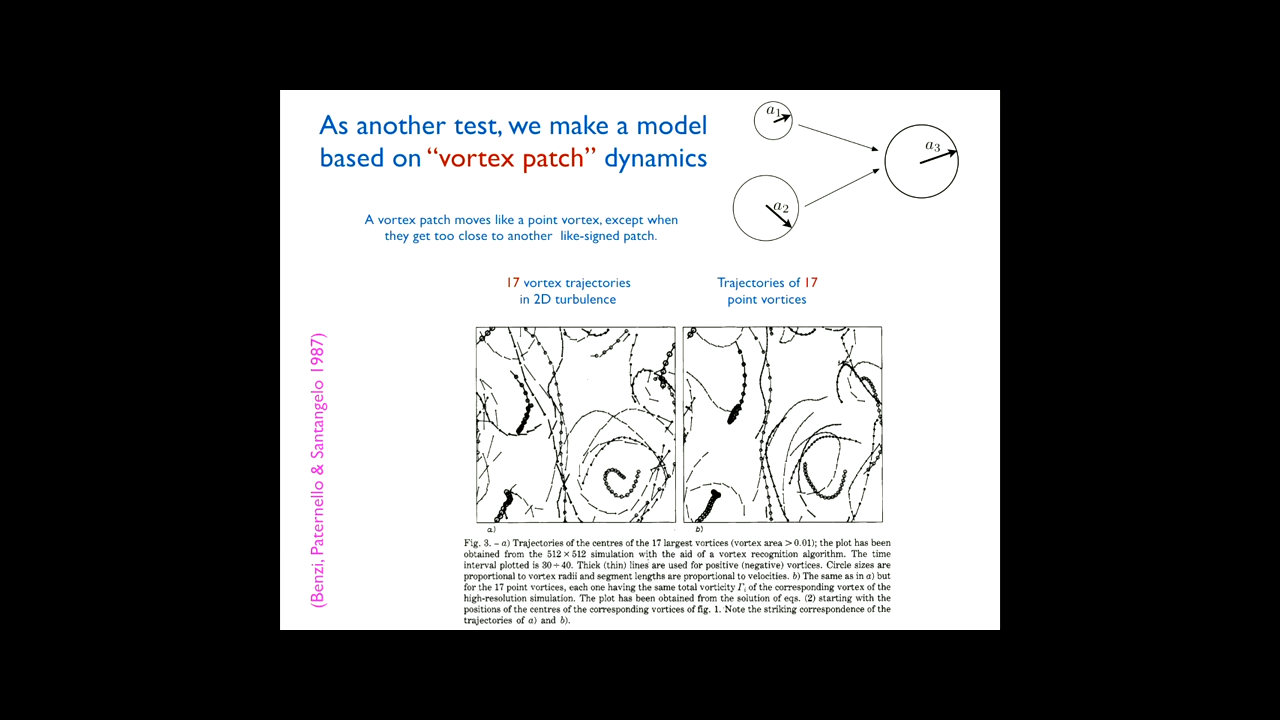 As another test, we make a model
based on “vortex patch” dynamics
a1
a2
a3
A vortex patch moves like a point vortex, except when
they get too close to another like-signed patch.
17 vortex trajectories
in 2D turbulence
Trajectories of 17
point vortices
(Benzi, Paternello & Santangelo 1987)
a)
b)
Fig. 3. – a) Trajectories of the centres of the 17 largest vortices (vortex area > 0.01); the plot has been
obtained from the 512 × 512 simulation with the aid of a vortex recognition algorithm. The time
interval plotted is 30 ÷ 40. Thick (thin) lines are used for positive (negative) vortices. Circle sizes are
proportional to vortex radii and segment lengths are proportional to velocities. b) The same as in a) but
for the 17 point vortices, each one having the same total vorticity Γi of the corresponding vortex of the
high-resolution simulation. The plot has been obtained from the solution of eqs. (2) starting with the
positions of the centres of the corresponding vortices of fig. 1. Note the striking correspondence of the
trajectories of a) and b).